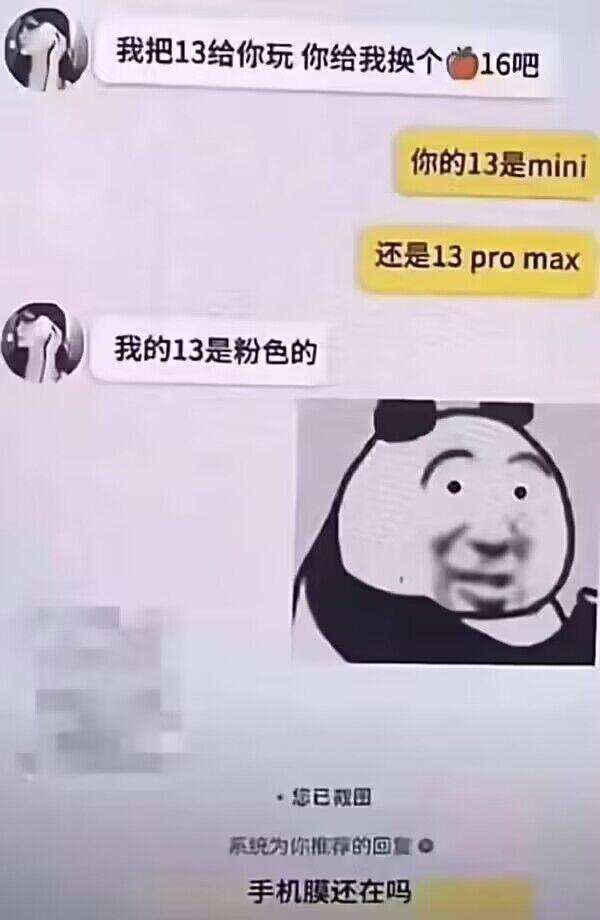 我把13给你玩 你给我换个🍎16吧
你的13是mini
还是13 pro max
我的13是粉色的
· 您已截图
系统为你推荐的回复
手机膜还在吗